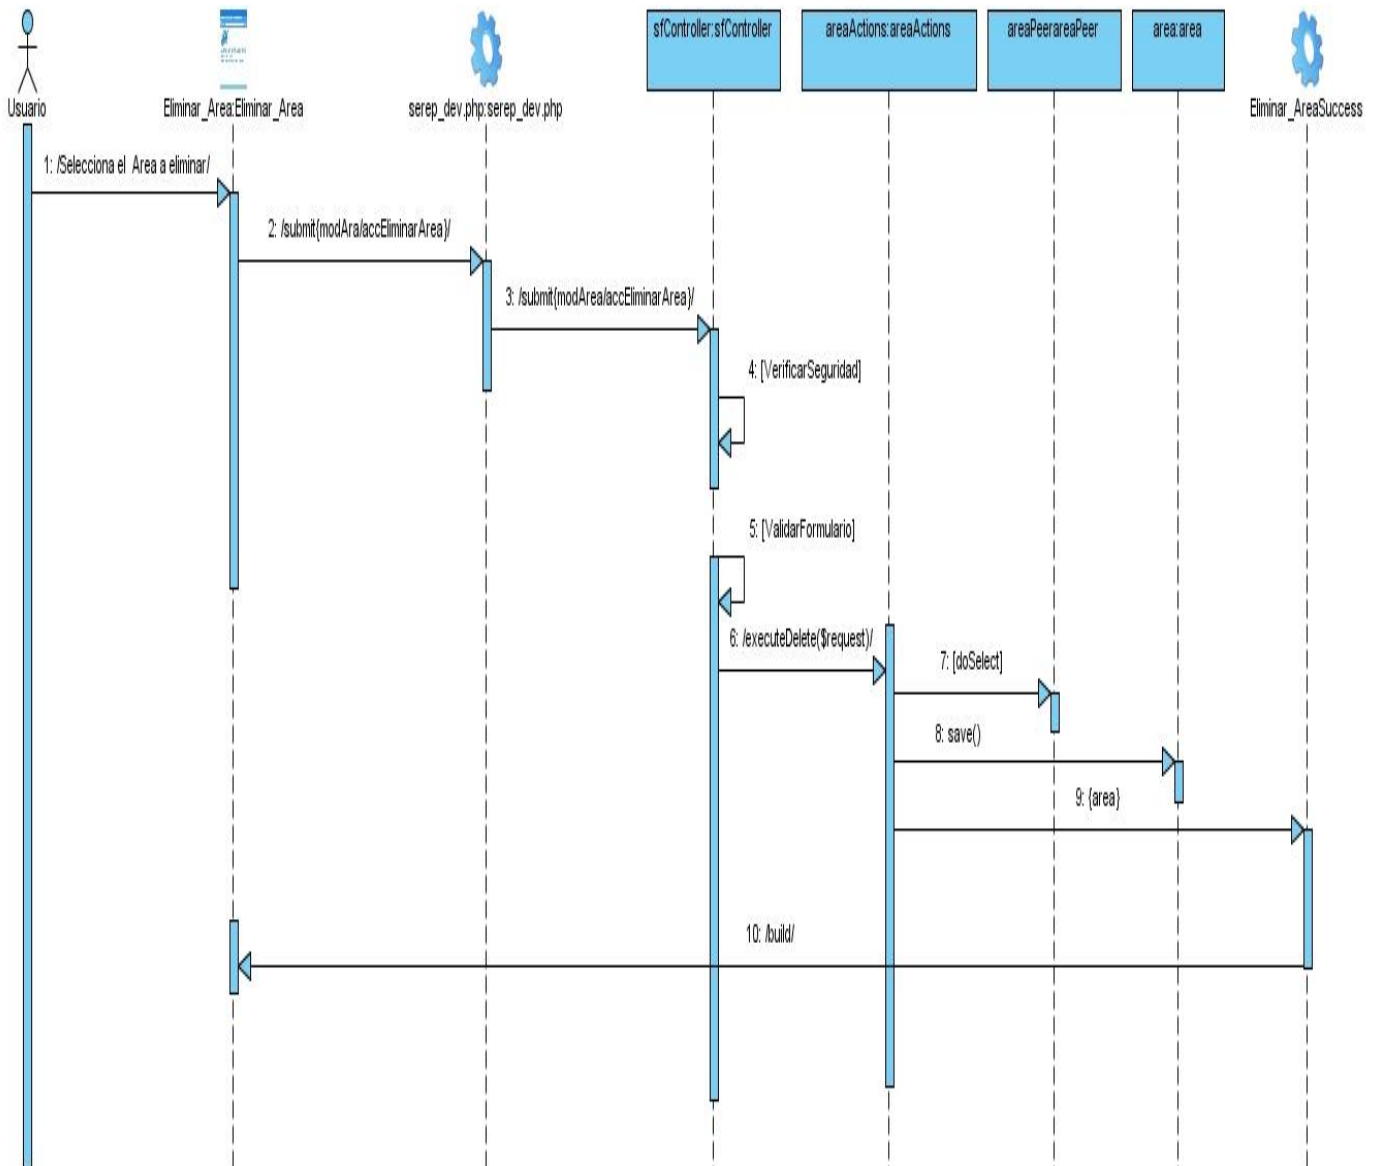 sfController:sfController
areaActions:areaActions
areaPeerareaPeer
area:area
Usuario
Eliminar_Area:Eliminar_Area
serep_dev.php:serep_dev.php
Eliminar_AreaSuccess
1: /Selecciona el Area a eliminar/
2: /submit{modAra/accEliminarArea}/
3: /submit{modArea/accEliminarArea}/
4: [VerificarSeguridad]
5: [ValidarFormulario]
6: /executeDelete($request)/
7: [doSelect]
8: save()
9: {area}
10: /build/